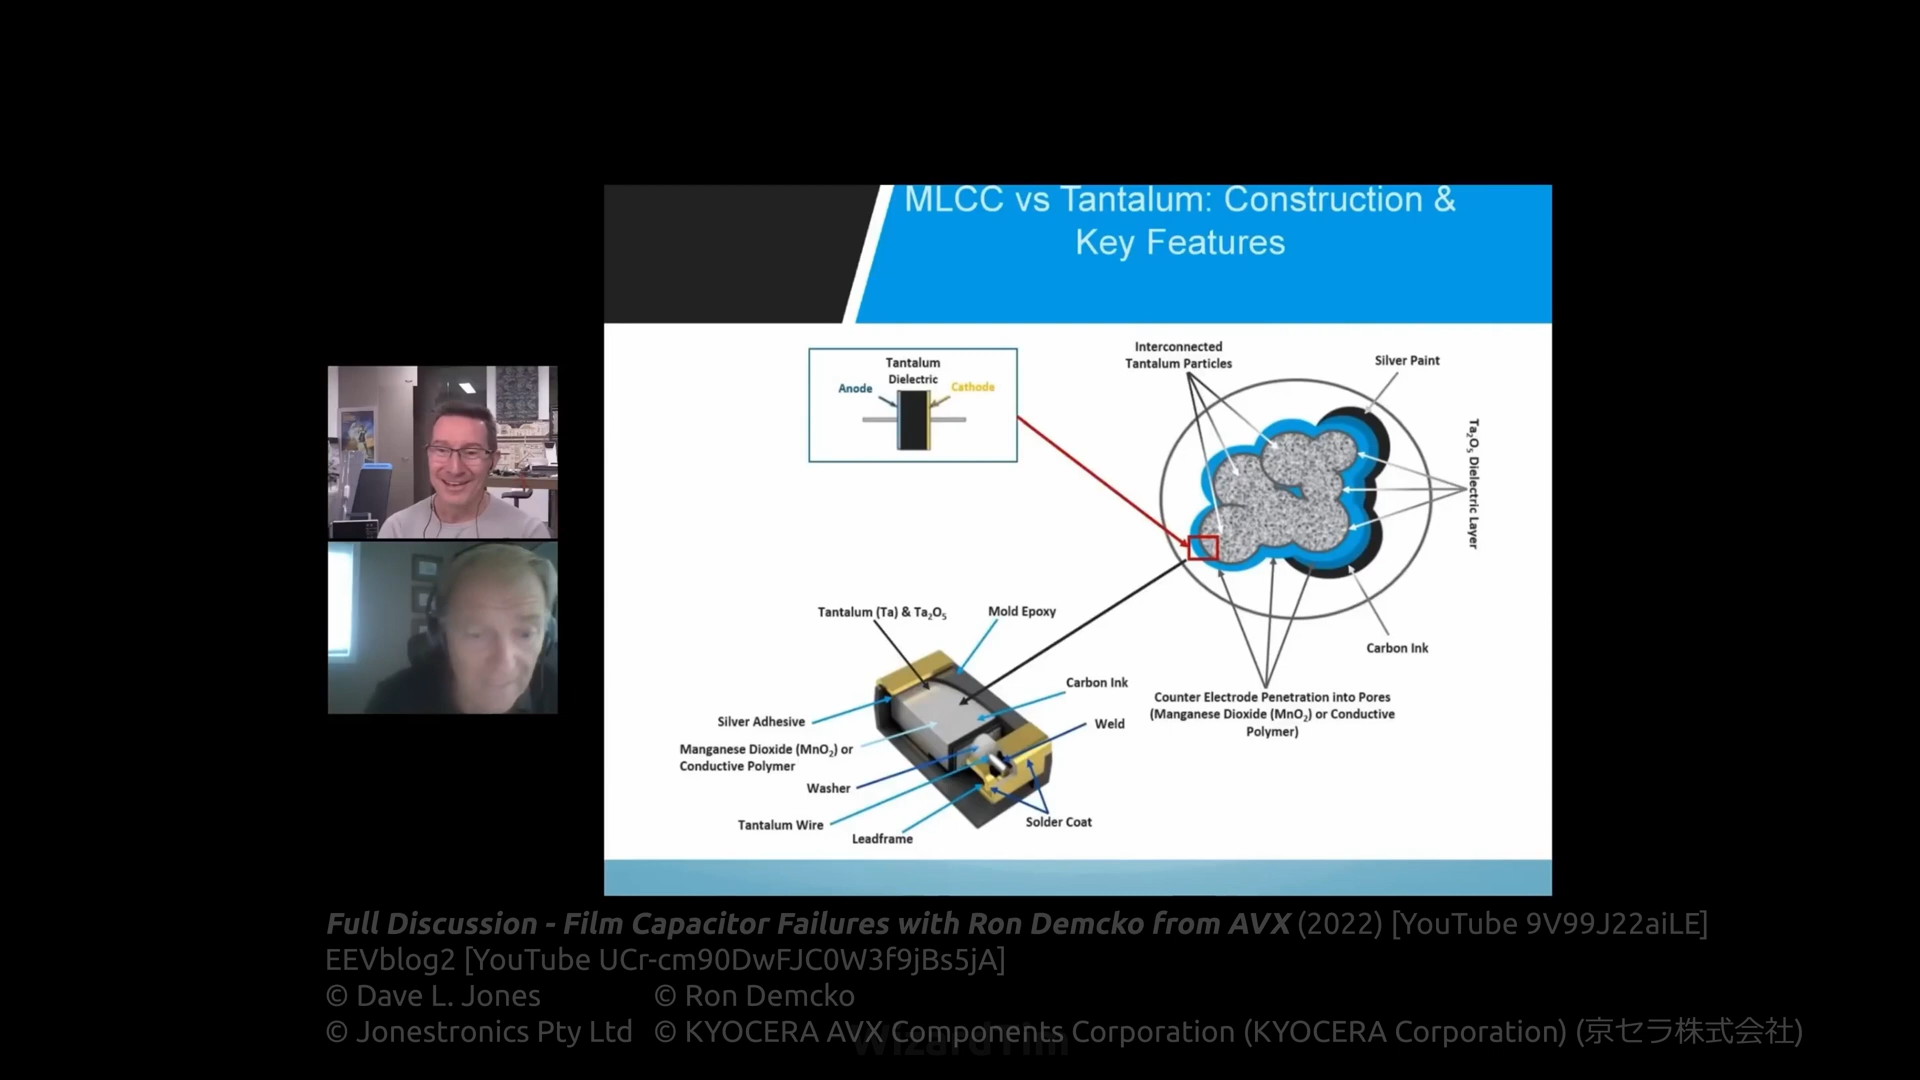 MLCC vs Tantalum: Construction &
Key Features
Tantalum
Dielectric
Anode
Cathode
Interconnected
Tantalum Particles
Silver Paint
Ta2O5 Dielectric Layer
Carbon Ink
Counter Electrode Penetration into Pores
(Manganese Dioxide (MnO2) or Conductive
Polymer)
Tantalum (Ta) & Ta2O5
Mold Epoxy
Carbon Ink
Weld
Silver Adhesive
Manganese Dioxide (MnO2) or
Conductive Polymer
Washer
Tantalum Wire
Leadframe
Solder Coat
Full Discussion - Film Capacitor Failures with Ron Demcko from AVX (2022) [YouTube 9V99J22aiLE]
EEVblog2 [YouTube UCr-cm90DwFJC0W3f9jBs5jA]
© Dave L. Jones © Ron Demcko
© Jonestronics Pty Ltd © KYOCERA AVX Components Corporation (KYOCERA Corporation) (京セラ株式会社)